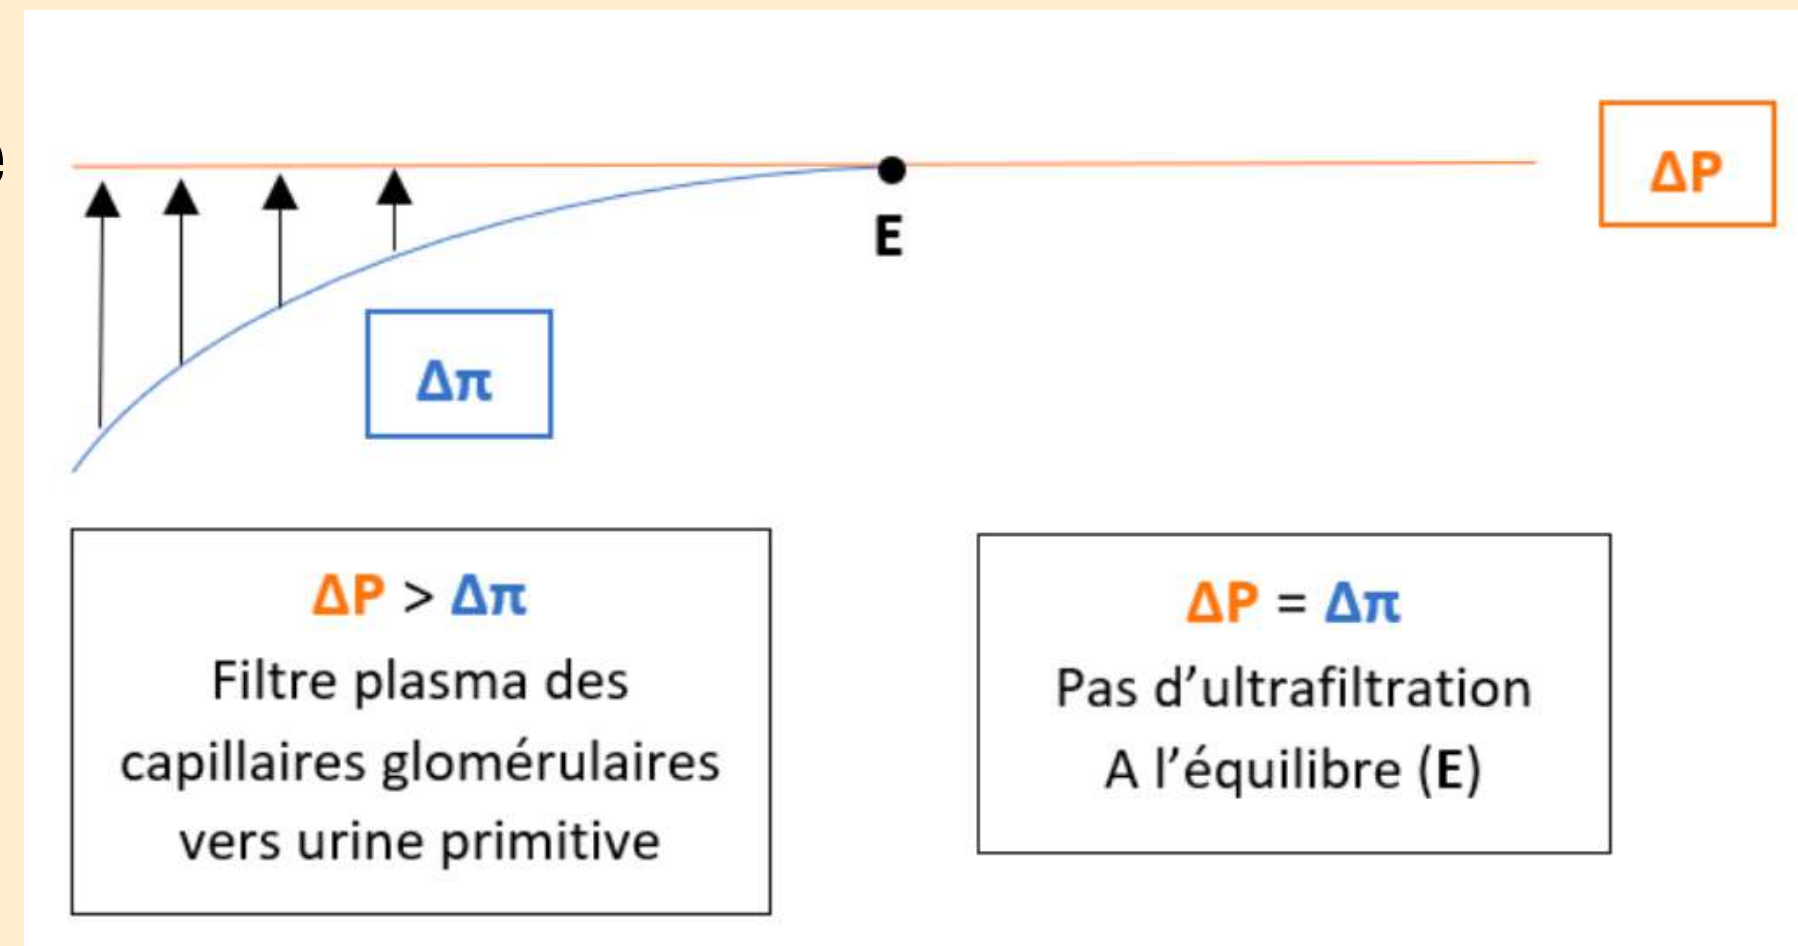 e
ΔP
E
Δπ
ΔP > Δπ
Filtre plasma des
capillaires glomérulaires
vers urine primitive
ΔP = Δπ
Pas d’ultrafiltration
A l’équilibre (E)